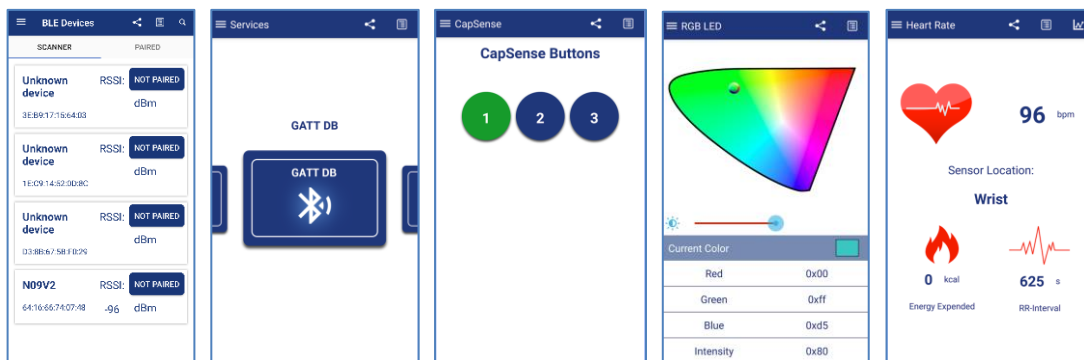 BLE Devices
SCANNER PAIRED
Unknown device RSSI: NOT PAIRED
dBm
3E:B9:17:15:64:03
Unknown device RSSI: NOT PAIRED
dBm
1E:C9:14:52:0D:8C
Unknown device RSSI: NOT PAIRED
dBm
D3:8B:67:5B:FD:29
N09V2 RSSI: NOT PAIRED
64:16:66:74:07:48 -96 dBm
Services
GATT DB
GATT DB
CapSense
CapSense Buttons
1 2 3
RGB LED
Current Color
Red 0x00
Green 0xff
Blue 0xd5
Intensity 0x80
Heart Rate
96 bpm
Sensor Location:
Wrist
0 kcal 625 s
Energy Expended RR-Interval